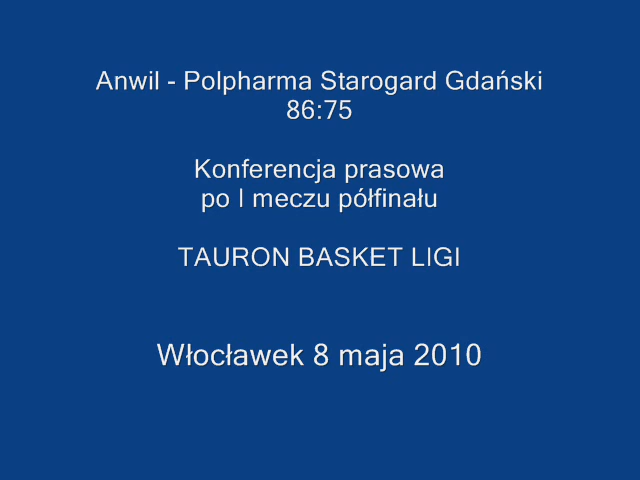 Anwil - Polpharma Starogard Gdański
86:75
Konferencja prasowa
po I meczu półfinału
TAURON BASKET LIGI
Włocławek 8 maja 2010